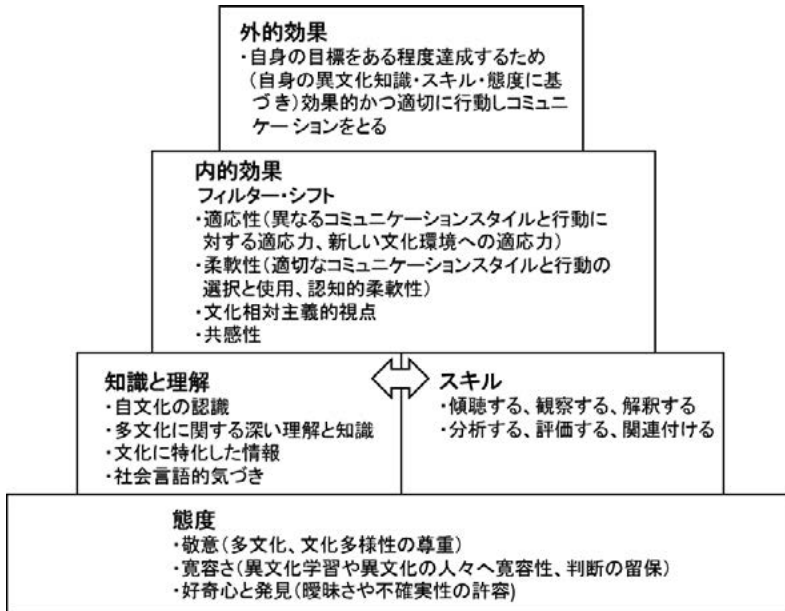 外的効果
・自身の目標をある程度達成するため
（自身の異文化知識・スキル・態度に基
づき）効果的かつ適切に行動しコミュニ
ケーションをとる
内的効果
フィルター・シフト
・適応性（異なるコミュニケーションスタイルと行動に
対する適応力、新しい文化環境への適応力）
・柔軟性（適切なコミュニケーションスタイルと行動の
選択と使用、認知的柔軟性）
・文化相対主義的視点
・共感性
知識と理解
・自文化の認識
・多文化に関する深い理解と知識
・文化に特化した情報
・社会言語的気づき
スキル
・傾聴する、観察する、解釈する
・分析する、評価する、関連付ける
態度
・敬意（多文化、文化多様性の尊重）
・寛容さ（異文化学習や異文化の人々へ寛容性、判断の留保）
・好奇心と発見（曖昧さや不確実性の許容）